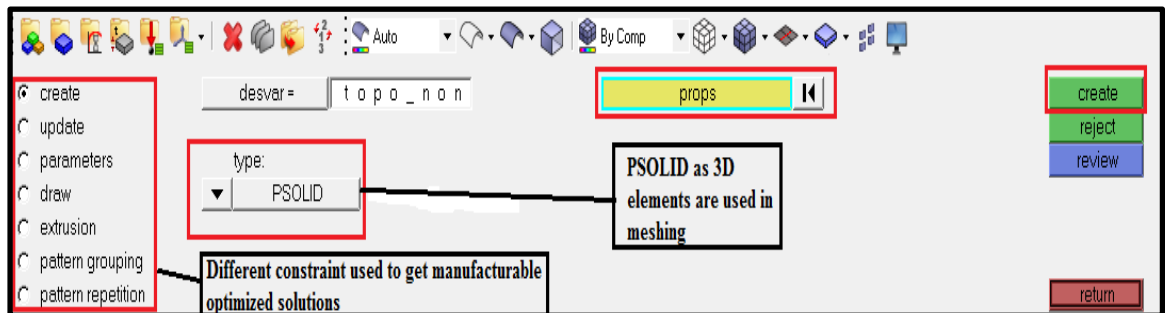 Auto
By Comp
create
desvar =
topo_non
props
create
update
reject
parameters
type:
review
draw
PSOLID
extrusion
pattern grouping
pattern repetition
PSOLID as 3D
elements are used in
meshing
Different constraint used to get manufacturable
optimized solutions
return